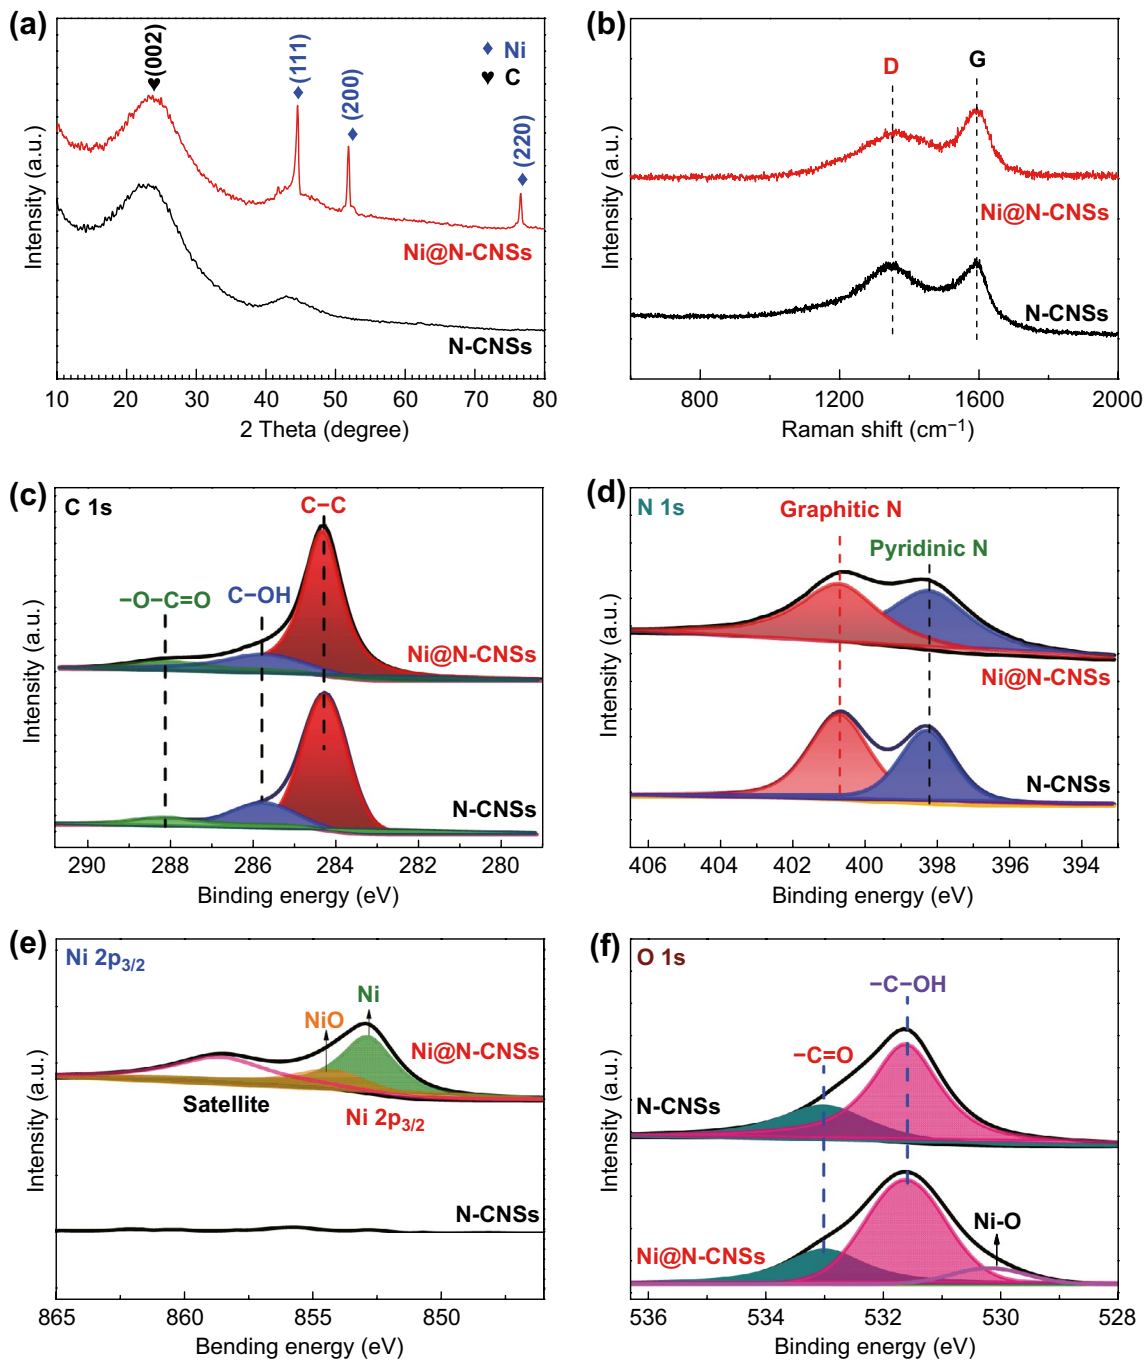 (a)
(002)
(111)
(200)
(220)
Ni
C
Ni@N-CNSs
N-CNSs
Intensity (a.u.)
10 20 30 40 50 60 70 80
2 Theta (degree)
(b)
D
G
Ni@N-CNSs
N-CNSs
Intensity (a.u.)
800 1200 1600 2000
Raman shift (cm⁻¹)
(c)
C 1s
C−C
−O−C=O
C−OH
Ni@N-CNSs
N-CNSs
Intensity (a.u.)
290 288 286 284 282 280
Binding energy (eV)
(d)
N 1s
Graphitic N
Pyridinic N
Ni@N-CNSs
N-CNSs
Intensity (a.u.)
406 404 402 400 398 396 394
Binding energy (eV)
(e)
Ni 2p3/2
Ni
NiO
Ni@N-CNSs
Satellite
Ni 2p3/2
N-CNSs
Intensity (a.u.)
865 860 855 850
Bending energy (eV)
(f)
O 1s
−C−OH
−C=O
N-CNSs
Ni-O
Ni@N-CNSs
Intensity (a.u.)
536 534 532 530 528
Binding energy (eV)